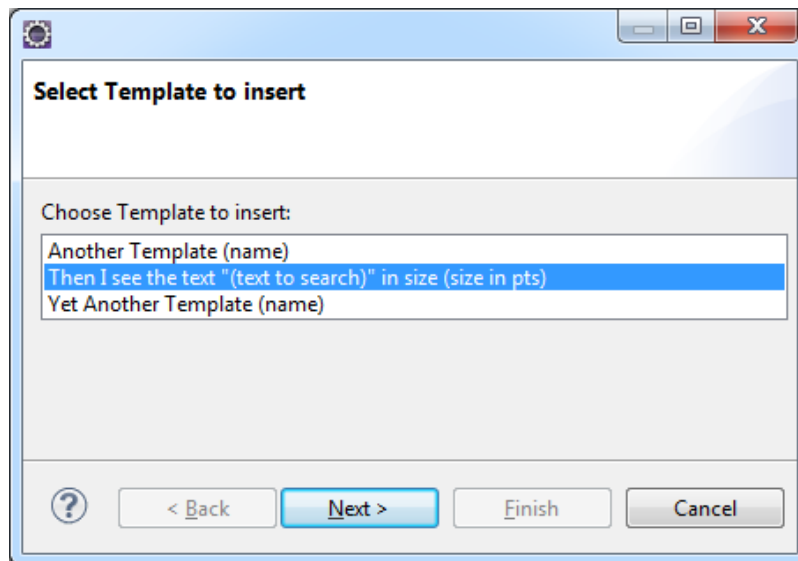 Select Template to insert
Choose Template to insert:
Another Template (name)
Then I see the text "(text to search)" in size (size in pts)
Yet Another Template (name)
? < Back Next > Finish Cancel